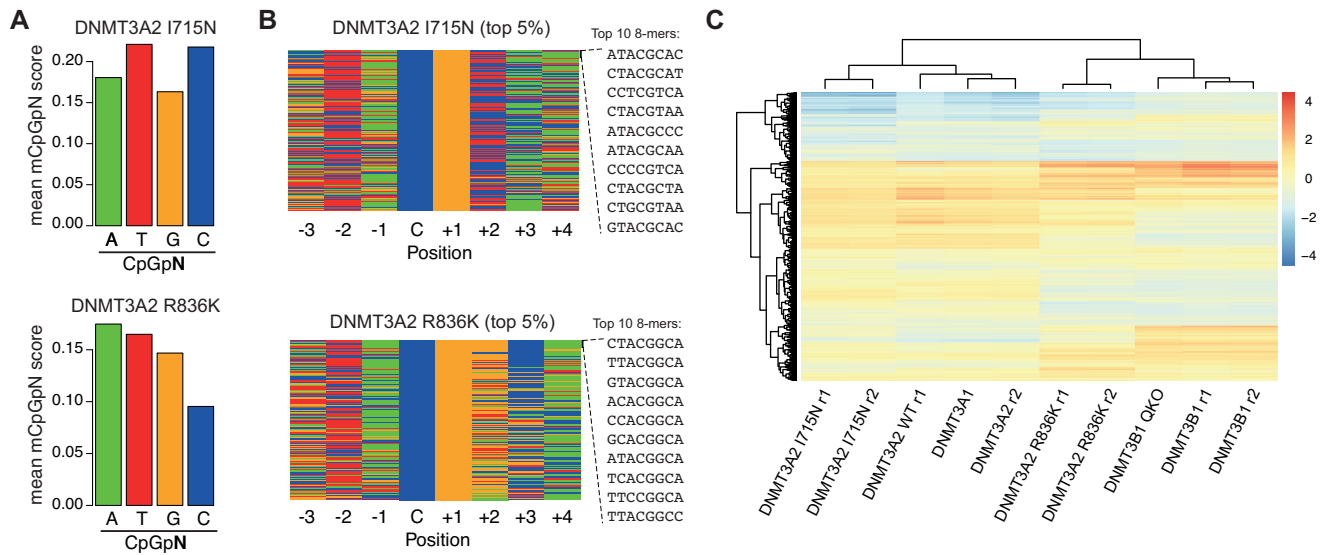 A
DNMT3A2 I715N
mean mCpGpN score
0.20
0.15
0.10
0.05
0.00
A T G C
CpGpN
DNMT3A2 R836K
mean mCpGpN score
0.15
0.10
0.05
0.00
A T G C
CpGpN
B
DNMT3A2 I715N (top 5%)
Top 10 8-mers:
ATACGCAC
CTACGCAT
CCTCGTCA
CTACGTAA
ATACGCCC
ATACGCAA
CCCCGTCA
CTACGCTA
CTGCGTAA
GTACGCAC
-3 -2 -1 C +1 +2 +3 +4
Position
DNMT3A2 R836K (top 5%)
Top 10 8-mers:
CTACGGCA
TTACGGCA
GTACGGCA
ACACGGCA
CCACGGCA
GCACGGCA
ATACGGCA
TCACGGCA
TTCCGGCA
TTACGGCC
-3 -2 -1 C +1 +2 +3 +4
Position
C
4
2
0
−2
−4
DNMT3A2 I715N r1
DNMT3A2 I715N r2
DNMT3A2 WT r1
DNMT3A1
DNMT3A2 r2
DNMT3A2 R836K r1
DNMT3A2 R836K r2
DNMT3B1 QKO
DNMT3B1 r1
DNMT3B1 r2